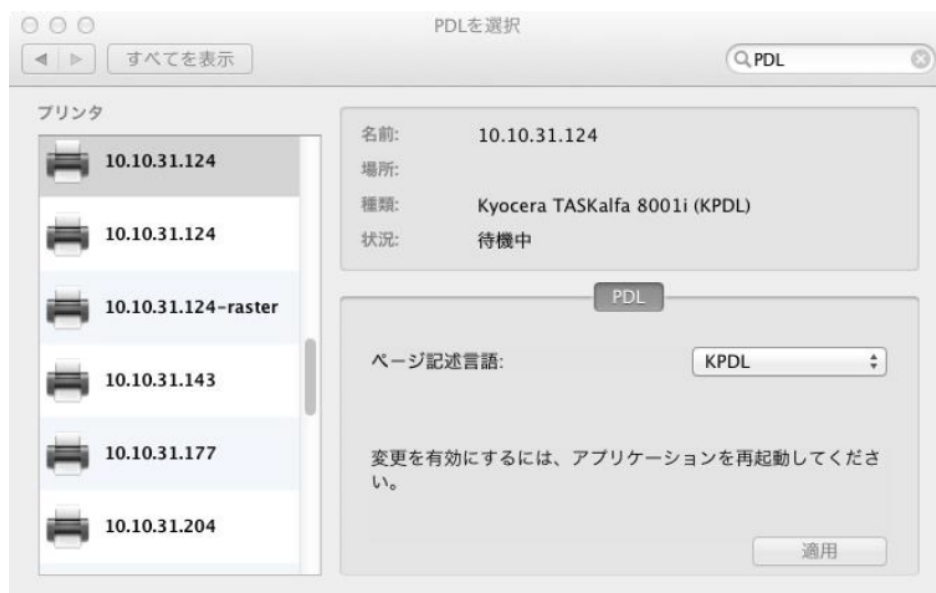 PDLを選択
すべてを表示
PDL
プリンタ
10.10.31.124
10.10.31.124
10.10.31.124-raster
10.10.31.143
10.10.31.177
10.10.31.204
名前: 10.10.31.124
場所:
種類: Kyocera TASKalfa 8001i (KPDL)
状況: 待機中
PDL
ページ記述言語: KPDL
変更を有効にするには、アプリケーションを再起動してくださ
い。
適用